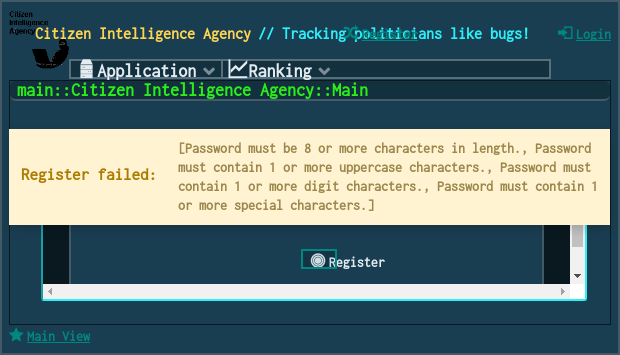 Citizen
Intelligence
Agency
Citizen Intelligence Agency // Tracking politicians like bugs!
Register
Login
Application
Ranking
main::Citizen Intelligence Agency::Main
Register failed:
[Password must be 8 or more characters in length., Password
must contain 1 or more uppercase characters., Password must
contain 1 or more digit characters., Password must contain 1
or more special characters.]
Register
Main View